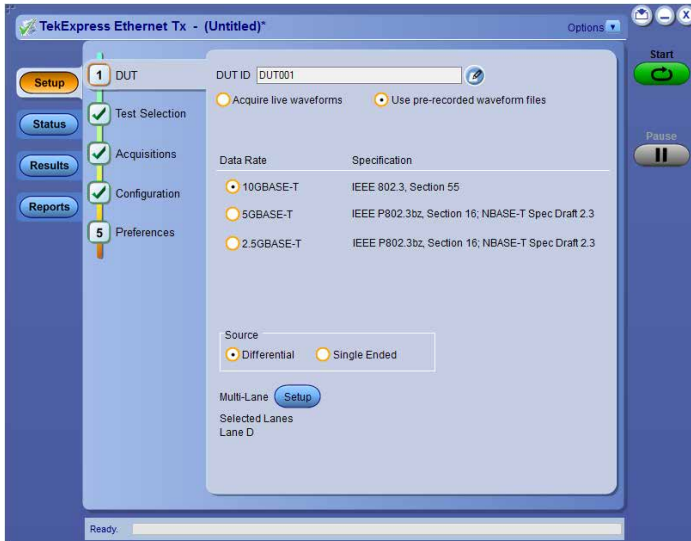 TekExpress Ethernet Tx - (Untitled)*
Options
Start
Pause
Setup
Status
Results
Reports
1 DUT
Test Selection
Acquisitions
Configuration
5 Preferences
DUT ID DUT001
Acquire live waveforms Use pre-recorded waveform files
Data Rate Specification
10GBASE-T IEEE 802.3, Section 55
5GBASE-T IEEE P802.3bz, Section 16; NBASE-T Spec Draft 2.3
2.5GBASE-T IEEE P802.3bz, Section 16; NBASE-T Spec Draft 2.3
Source
Differential Single Ended
Multi-Lane Setup
Selected Lanes
Lane D
Ready.